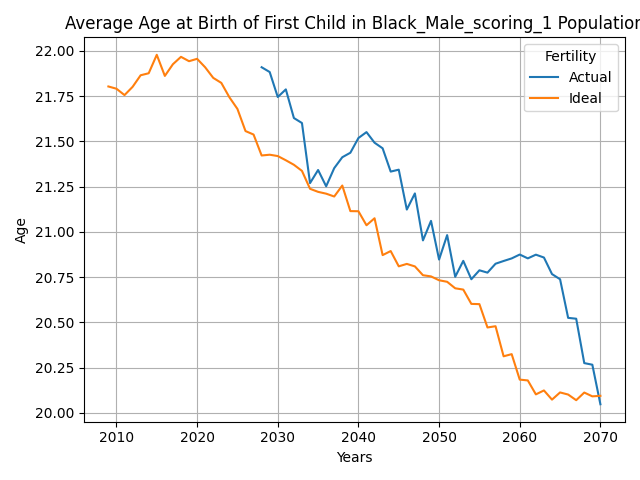 Average Age at Birth of First Child in Black_Male_scoring_1 Population
Fertility
Actual
Ideal
Age
22.00
21.75
21.50
21.25
21.00
20.75
20.50
20.25
20.00
2010 2020 2030 2040 2050 2060 2070
Years